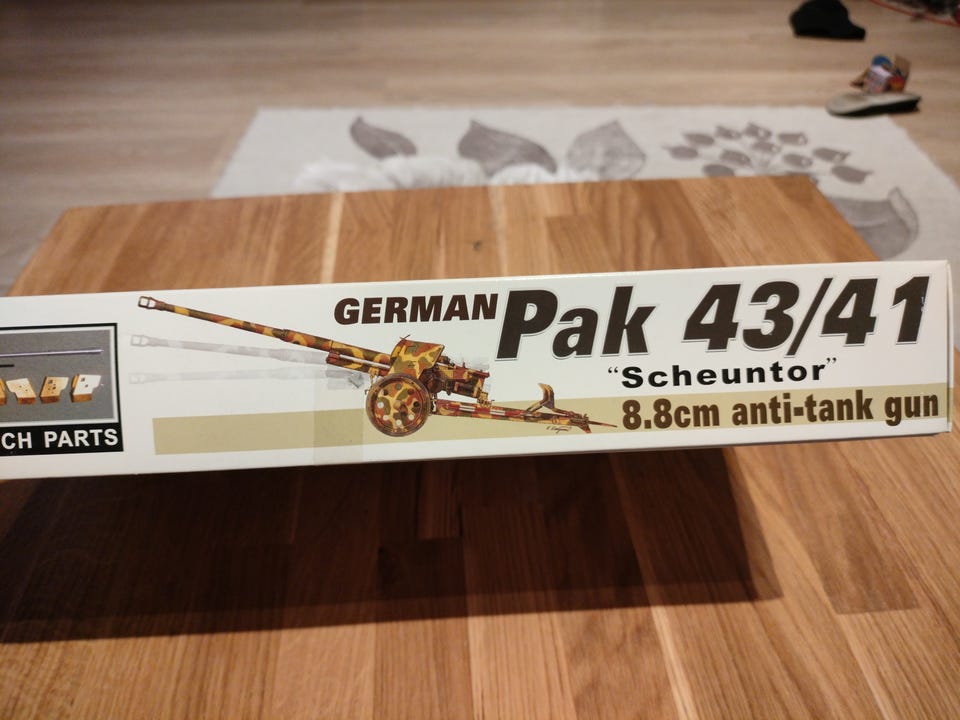 GERMAN Pak 43/41
"Scheuntor"
8.8cm anti-tank gun
CH PARTS